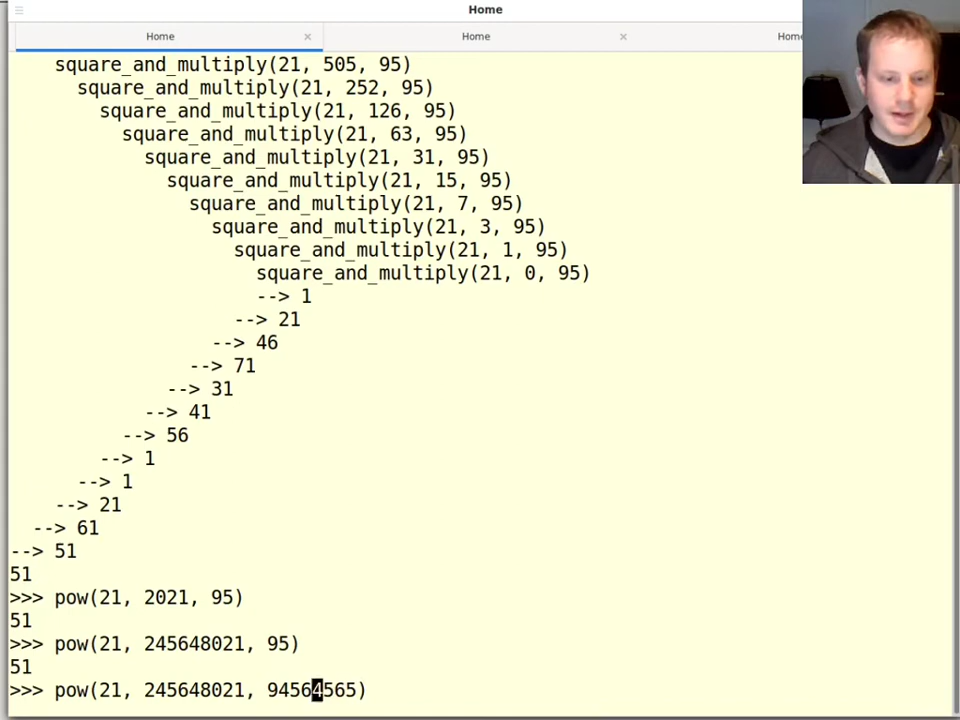 Home
Home
Home
Home
square_and_multiply(21, 505, 95)
square_and_multiply(21, 252, 95)
square_and_multiply(21, 126, 95)
square_and_multiply(21, 63, 95)
square_and_multiply(21, 31, 95)
square_and_multiply(21, 15, 95)
square_and_multiply(21, 7, 95)
square_and_multiply(21, 3, 95)
square_and_multiply(21, 1, 95)
square_and_multiply(21, 0, 95)
--> 1
--> 21
--> 46
--> 71
--> 31
--> 41
--> 56
--> 1
--> 1
--> 21
--> 61
--> 51
51
>>> pow(21, 2021, 95)
51
>>> pow(21, 245648021, 95)
51
>>> pow(21, 245648021, 94564565)